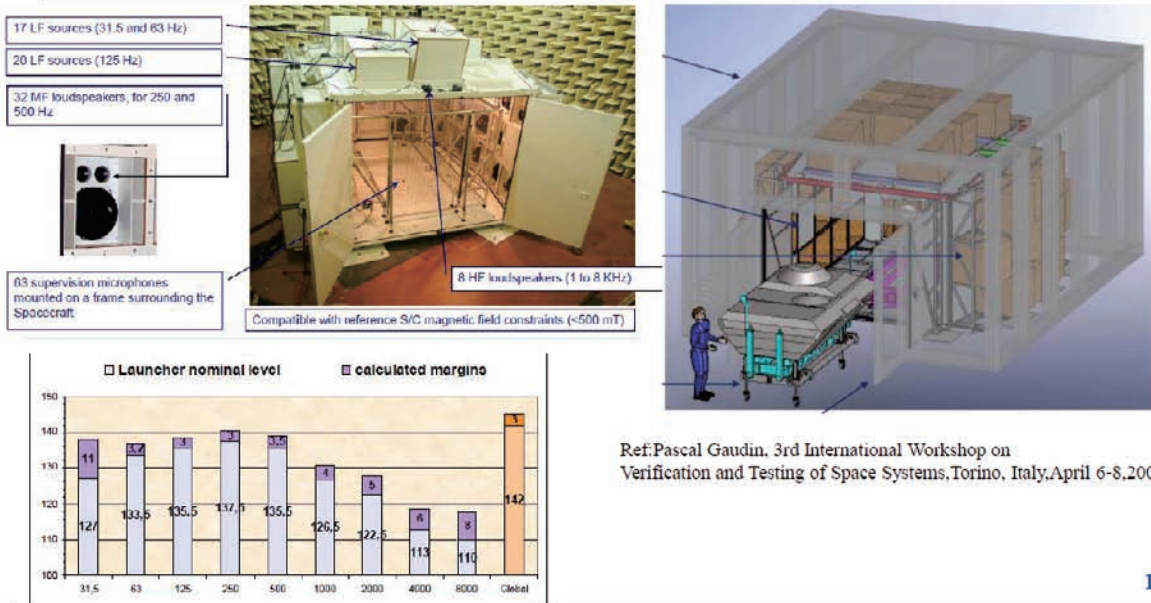 17 LF sources (31.5 and 63 Hz)
20 LF sources (125 Hz)
32 MF loudspeakers, for 250 and
500 Hz
63 supervision microphones
mounted on a frame surrounding the
Spacecraft
8 HF loudspeakers (1 to 8 KHz)
Compatible with reference S/C magnetic field constraints (<500 mT)
Launcher nominal level
calculated margins
150
140
130
120
110
100
11
3,2
3
3
3,5
4
5
6
8
3
127
133,5
135,5
137,5
135,5
126,5
122,5
113
110
142
31,5 63 125 250 500 1000 2000 4000 8000 Global
Ref:Pascal Gaudin, 3rd International Workshop on
Verification and Testing of Space Systems,Torino, Italy,April 6-8,200